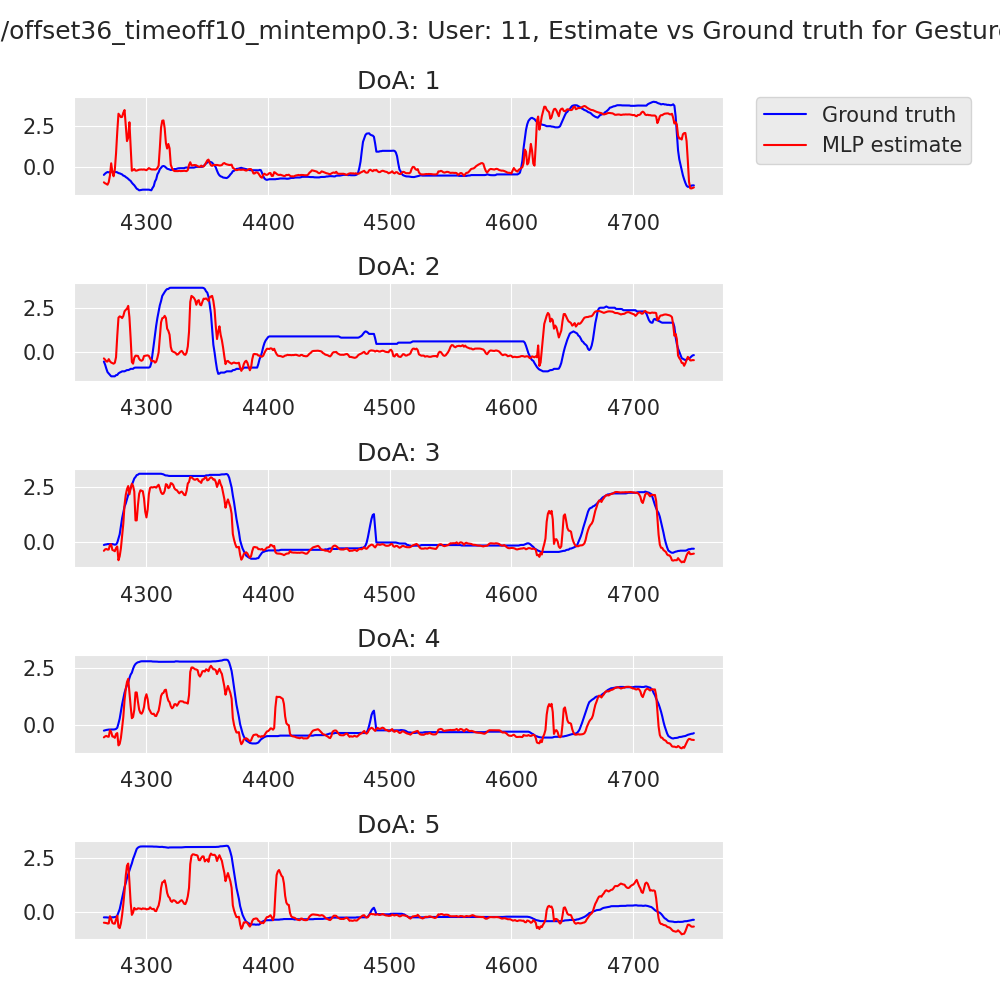 /offset36_timeoff10_mintemp0.3: User: 11, Estimate vs Ground truth for Gesture
DoA: 1
Ground truth
MLP estimate
2.5
0.0
4300 4400 4500 4600 4700
DoA: 2
2.5
0.0
4300 4400 4500 4600 4700
DoA: 3
2.5
0.0
4300 4400 4500 4600 4700
DoA: 4
2.5
0.0
4300 4400 4500 4600 4700
DoA: 5
2.5
0.0
4300 4400 4500 4600 4700